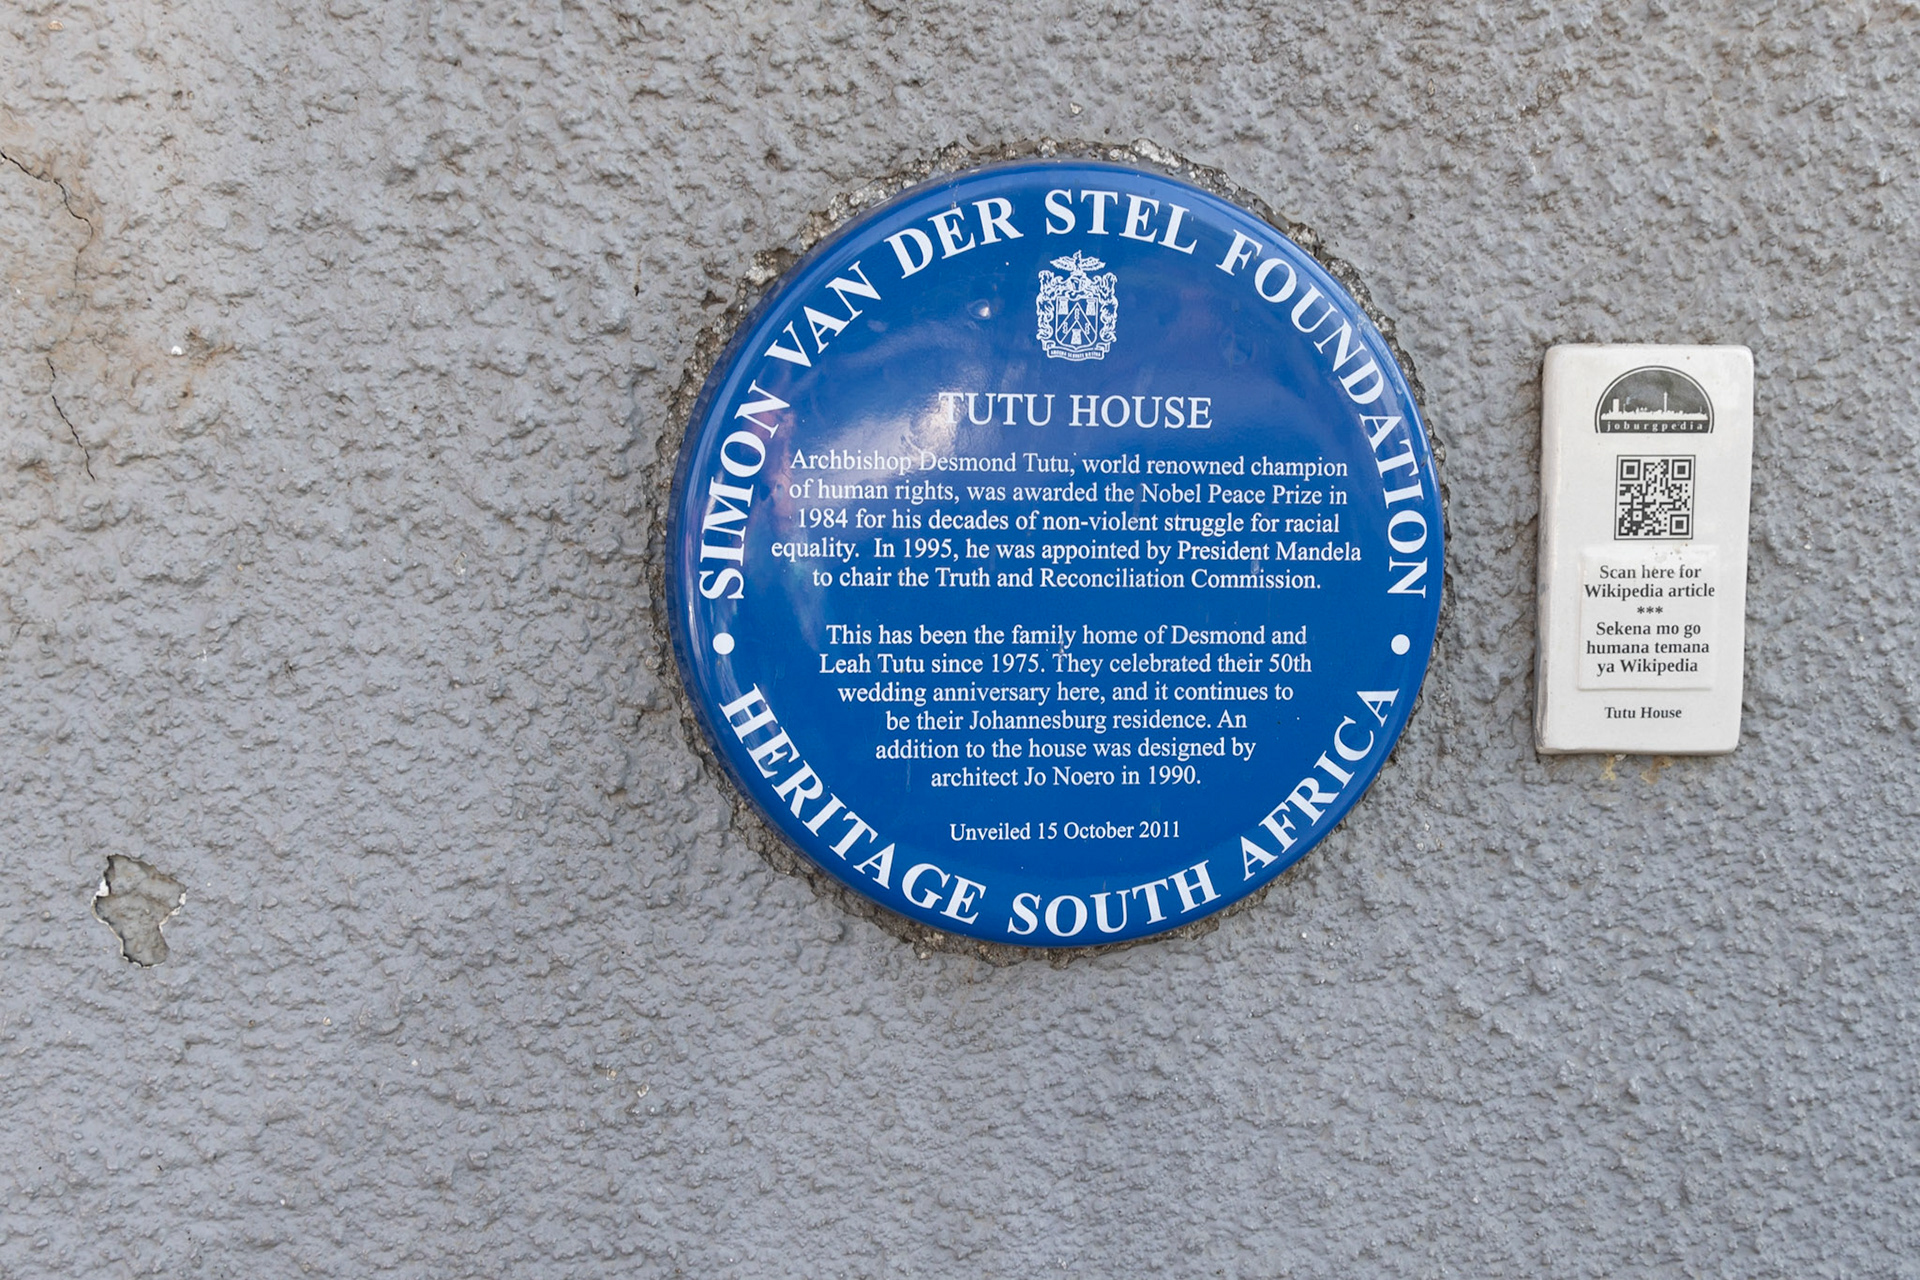 SIMON VAN DER STEL FOUNDATION
TUTU HOUSE
Archbishop Desmond Tutu, world renowned champion
of human rights, was awarded the Nobel Peace Prize in
1984 for his decades of non-violent struggle for racial
equality. In 1995, he was appointed by President Mandela
to chair the Truth and Reconciliation Commission.
This has been the family home of Desmond and
Leah Tutu since 1975. They celebrated their 50th
wedding anniversary here, and it continues to
be their Johannesburg residence. An
addition to the house was designed by
architect Jo Noero in 1990.
Unveiled 15 October 2011
HERITAGE SOUTH AFRICA
joburgpedia
Scan here for
Wikipedia article
***
Sekena mo go
humana temana
ya Wikipedia
Tutu House